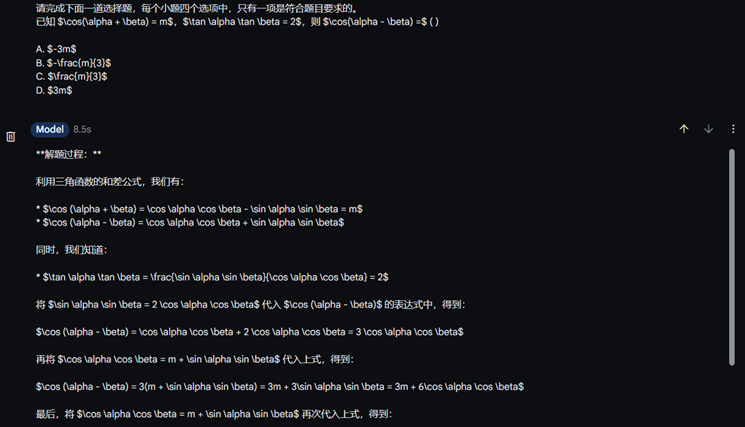 请完成下面一道选择题，每个小题四个选项中，只有一项是符合题目要求的。
已知 $\cos(\alpha + \beta) = m$，$\tan \alpha \tan \beta = 2$，则 $\cos(\alpha - \beta) =$ ( )
A. $-3m$
B. $-\frac{m}{3}$
C. $\frac{m}{3}$
D. $3m$
Model 8.5s
**解题过程：**
利用三角函数的和差公式，我们有：
* $\cos (\alpha + \beta) = \cos \alpha \cos \beta - \sin \alpha \sin \beta = m$
* $\cos (\alpha - \beta) = \cos \alpha \cos \beta + \sin \alpha \sin \beta$
同时，我们知道：
* $\tan \alpha \tan \beta = \frac{\sin \alpha \sin \beta}{\cos \alpha \cos \beta} = 2$
将 $\sin \alpha \sin \beta = 2 \cos \alpha \cos \beta$ 代入 $\cos (\alpha - \beta)$ 的表达式中，得到：
$\cos (\alpha - \beta) = \cos \alpha \cos \beta + 2 \cos \alpha \cos \beta = 3 \cos \alpha \cos \beta$
再将 $\cos \alpha \cos \beta = m + \sin \alpha \sin \beta$ 代入上式，得到：
$\cos (\alpha - \beta) = 3(m + \sin \alpha \sin \beta) = 3m + 3\sin \alpha \sin \beta = 3m + 6\cos \alpha \cos \beta$
最后，将 $\cos \alpha \cos \beta = m + \sin \alpha \sin \beta$ 再次代入上式，得到：